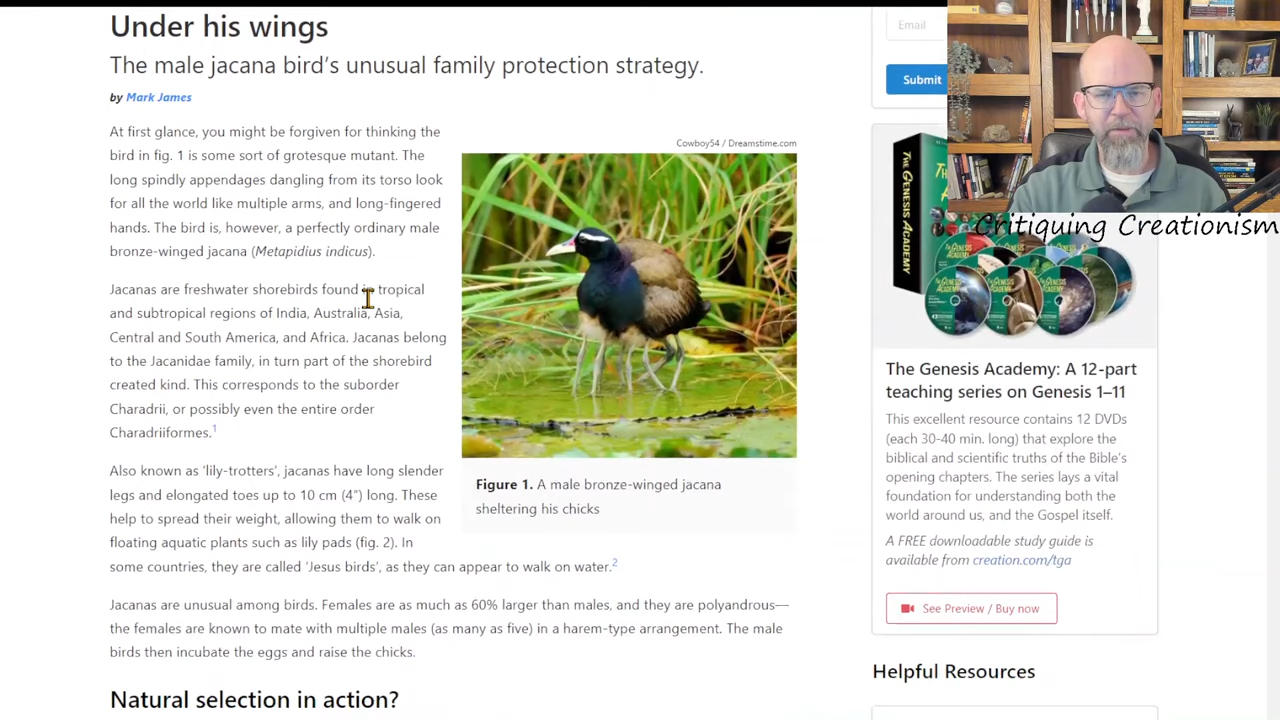 Under his wings
The male jacana bird's unusual family protection strategy.
by Mark James
At first glance, you might be forgiven for thinking the
bird in fig. 1 is some sort of grotesque mutant. The
long spindly appendages dangling from its torso look
for all the world like multiple arms, and long-fingered
hands. The bird is, however, a perfectly ordinary male
bronze-winged jacana (Metapidius indicus).
Jacanas are freshwater shorebirds found in tropical
and subtropical regions of India, Australia, Asia,
Central and South America, and Africa. Jacanas belong
to the Jacanidae family, in turn part of the shorebird
created kind. This corresponds to the suborder
Charadrii, or possibly even the entire order
Charadriiformes.1
Also known as 'lily-trotters', jacanas have long slender
legs and elongated toes up to 10 cm (4") long. These
help to spread their weight, allowing them to walk on
floating aquatic plants such as lily pads (fig. 2). In
some countries, they are called 'Jesus birds', as they can appear to walk on water.2
Jacanas are unusual among birds. Females are as much as 60% larger than males, and they are polyandrous—
the females are known to mate with multiple males (as many as five) in a harem-type arrangement. The male
birds then incubate the eggs and raise the chicks.
Natural selection in action?
Cowboy54 / Dreamstime.com
Figure 1. A male bronze-winged jacana
sheltering his chicks
Email
Submit
Critiquing Creationism
THE GENESIS ACADEMY
The Genesis Academy: A 12-part
teaching series on Genesis 1–11
This excellent resource contains 12 DVDs
(each 30-40 min. long) that explore the
biblical and scientific truths of the Bible's
opening chapters. The series lays a vital
foundation for understanding both the
world around us, and the Gospel itself.
A FREE downloadable study guide is
available from creation.com/tga
See Preview / Buy now
Helpful Resources